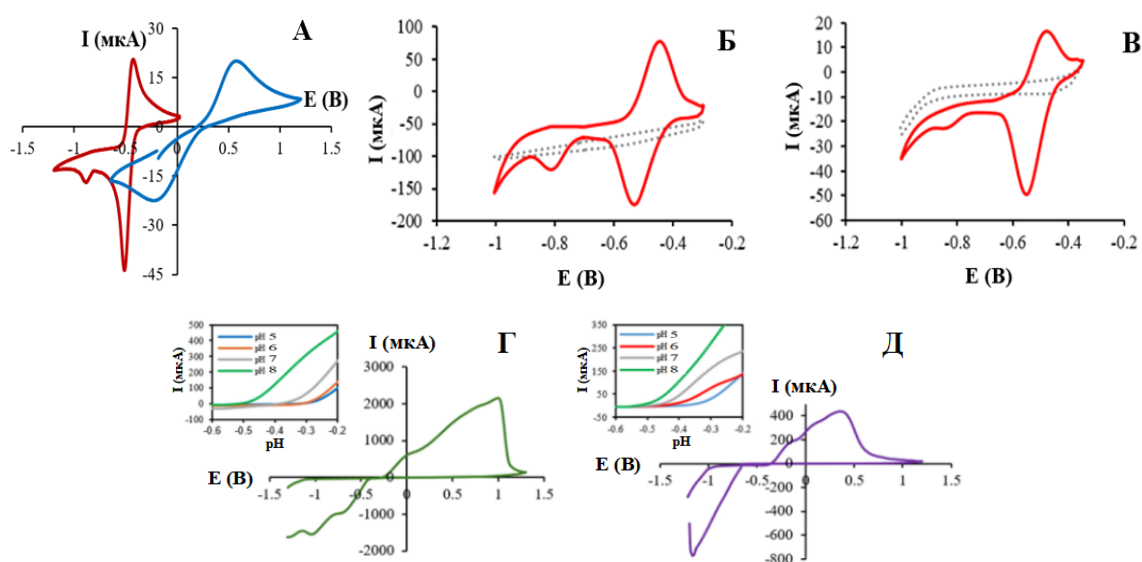 А
I (мкА)
30
15
0
-15
-30
-45
-1.5 -1 -0.5 0 0.5 1 1.5
E (В)
Б
I (мкА)
100
50
0
-50
-100
-150
-200
-1.2 -1 -0.8 -0.6 -0.4 -0.2
E (В)
В
I (мкА)
20
10
0
-10
-20
-30
-40
-50
-60
-1.2 -1 -0.8 -0.6 -0.4 -0.2
E (В)
Г
I (мкА)
500
400
300
200
100
0
-100
pH 5
pH 6
pH 7
pH 8
-0.6 -0.5 -0.4 -0.3 -0.2
pH
I (мкА)
3000
2000
1000
0
-1000
-2000
E (В)
-1.5 -1 -0.5 0 0.5 1 1.5
Д
I (мкА)
350
250
150
50
-50
pH 5
pH 6
pH 7
pH 8
-0.6 -0.5 -0.4 -0.3 -0.2
pH
I (мкА)
400
200
0
-200
-400
-600
-800
E (В)
-1.5 -1 -0.5 0 0.5 1 1.5